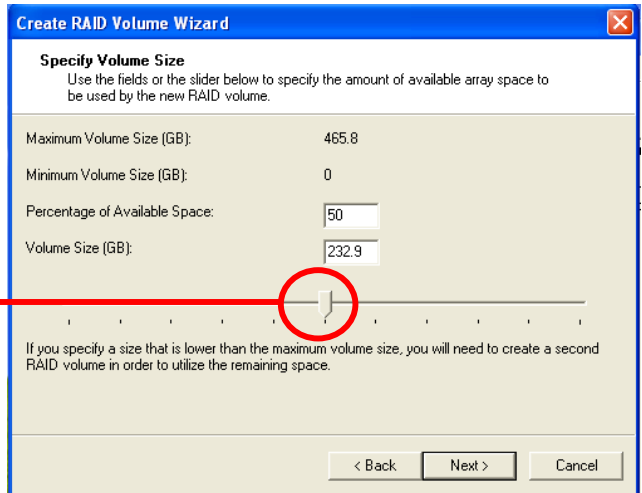 Create RAID Volume Wizard
Specify Volume Size
Use the fields or the slider below to specify the amount of available array space to
be used by the new RAID volume.
Maximum Volume Size (GB): 465.8
Minimum Volume Size (GB): 0
Percentage of Available Space: 50
Volume Size (GB): 232.9
If you specify a size that is lower than the maximum volume size, you will need to create a second
RAID volume in order to utilize the remaining space.
< Back Next > Cancel